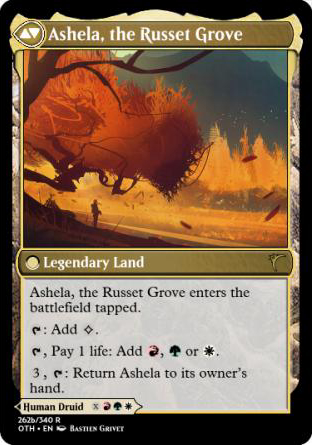 Ashela, the Russet Grove
Legendary Land
Ashela, the Russet Grove enters the
battlefield tapped.
: Add .
, Pay 1 life: Add , or .
3 , : Return Ashela to its owner's
hand.
Human Druid X
262b/340 R
OTH • EN Bastien Grivet